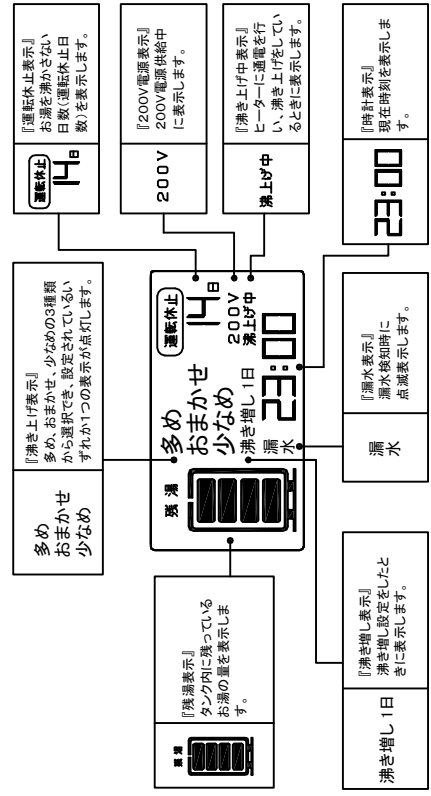 『運転休止表示』
お湯を沸かさない
日数(運転休止日
数)を表示します。
運転休止
14日
『200V電源表示』
200V電源供給中
に表示します。
200V
『沸き上げ中表示』
ヒーターに通電を行
い、沸き上げをしてい
るときに表示します。
沸上げ中
『時計表示』
現在時刻を表示しま
す。
23:00
『沸き上げ表示』
多め、おまかせ、少なめの3種類
から選択でき、設定されているい
ずれか1つの表示が点灯します。
多め
おまかせ
少なめ
残湯
多め
おまかせ
少なめ
沸き増し1日
漏水
運転休止
14日
200V
沸上げ中
23:00
『漏水表示』
漏水検知時に
点滅表示します。
漏水
『残湯表示』
タンク内に残っている
お湯の量を表示しま
す。
残湯
『沸き増し表示』
沸き増し設定をしたと
きに表示します。
沸き増し1日